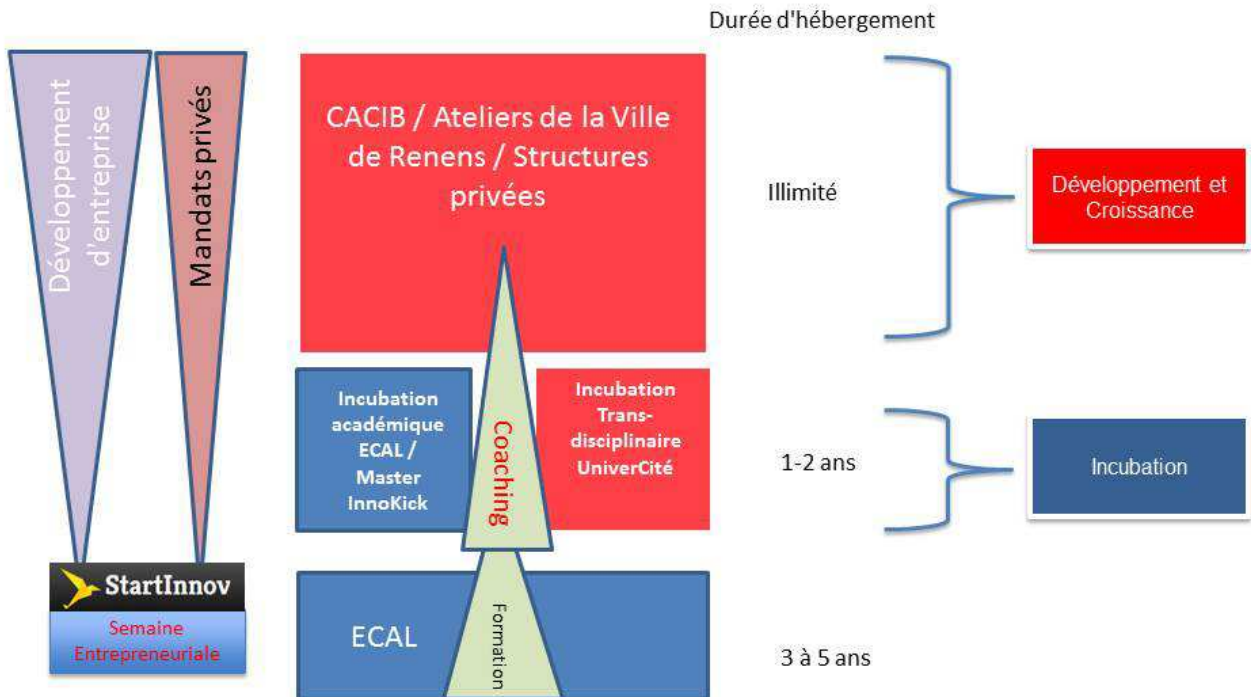 Durée d'hébergement
Développement
d'entreprise
Mandats privés
CACIB / Ateliers de la Ville
de Renens / Structures
privées
Illimité
Développement et
Croissance
Incubation
académique
ECAL /
Master
InnoKick
Coaching
Incubation
Trans-
disciplinaire
UniverCité
1-2 ans
Incubation
StartInnov
Semaine
Entrepreneuriale
ECAL
Formation
3 à 5 ans